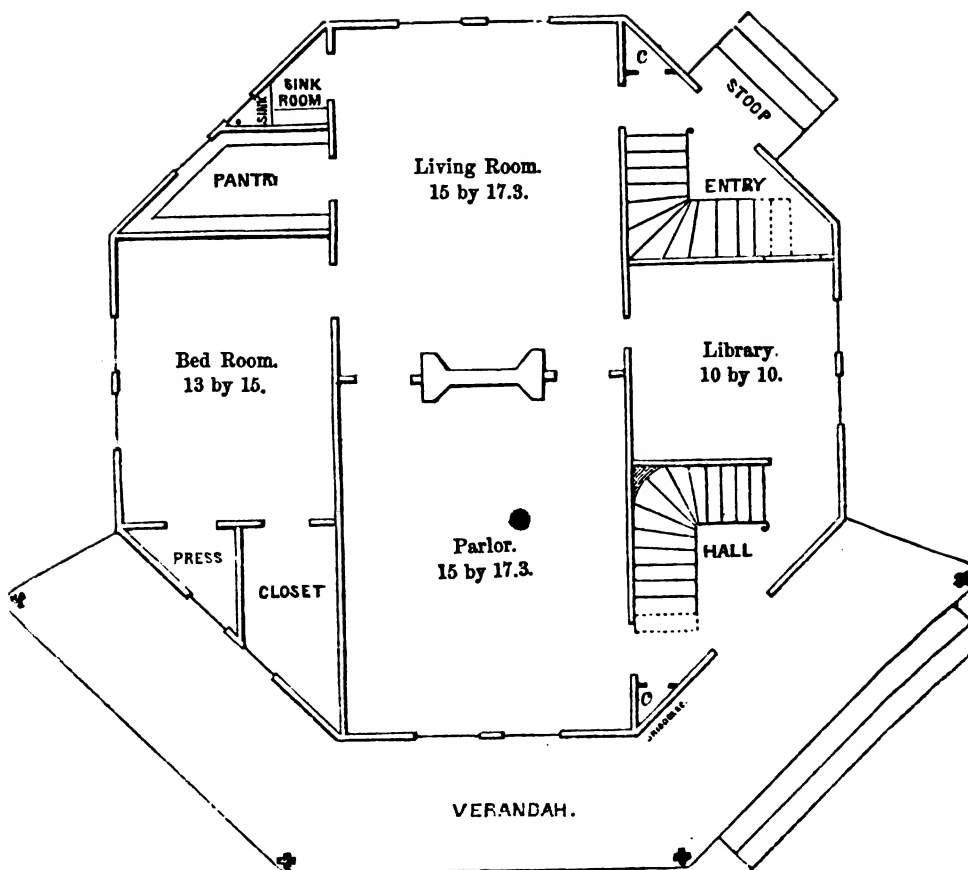 C
SINK
ROOM
SINK
STOOP
Living Room.
15 by 17.3.
PANTRY
ENTRY
Bed Room.
13 by 15.
Library.
10 by 10.
HALL
Parlor.
15 by 17.3.
PRESS
CLOSET
C
VERANDAH.